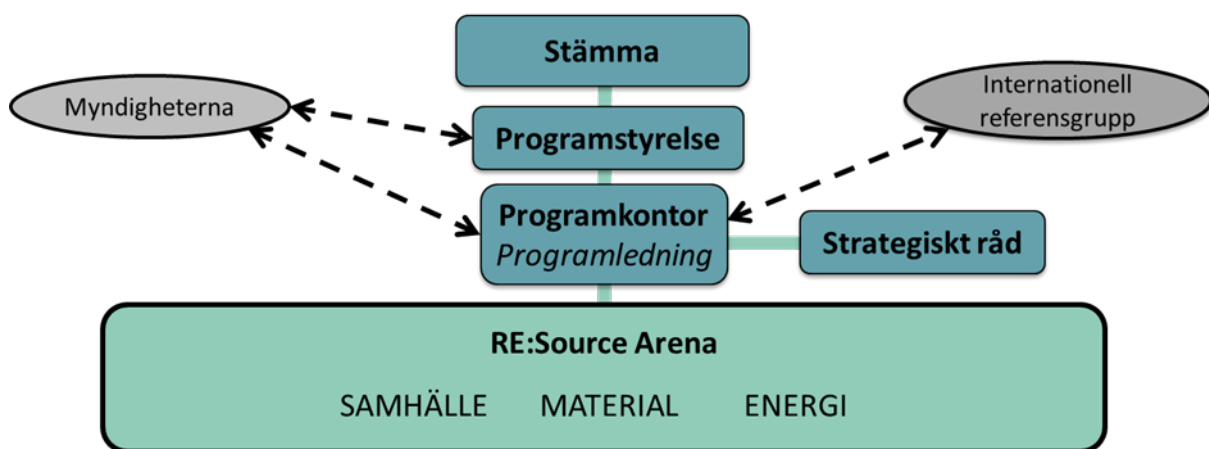 Stämma
Myndigheterna
Internationell
referensgrupp
Programstyrelse
Programkontor
Programledning
Strategiskt råd
RE:Source Arena
SAMHÄLLE MATERIAL ENERGI